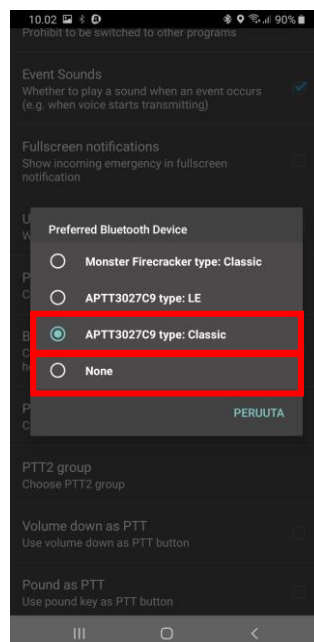 10.02 90%
Prohibit to be switched to other programs
Event Sounds
Whether to play a sound when an event occurs
(e.g. when voice starts transmitting)
Fullscreen notifications
Show incoming emergency in fullscreen
notification
U
W
Preferred Bluetooth Device
Monster Firecracker type: Classic
P
C
APTT3027C9 type: LE
B
C
h
APTT3027C9 type: Classic
None
P
C
PERUUTA
PTT2 group
Choose PTT2 group
Volume down as PTT
Use volume down as PTT button
Pound as PTT
Use pound key as PTT button